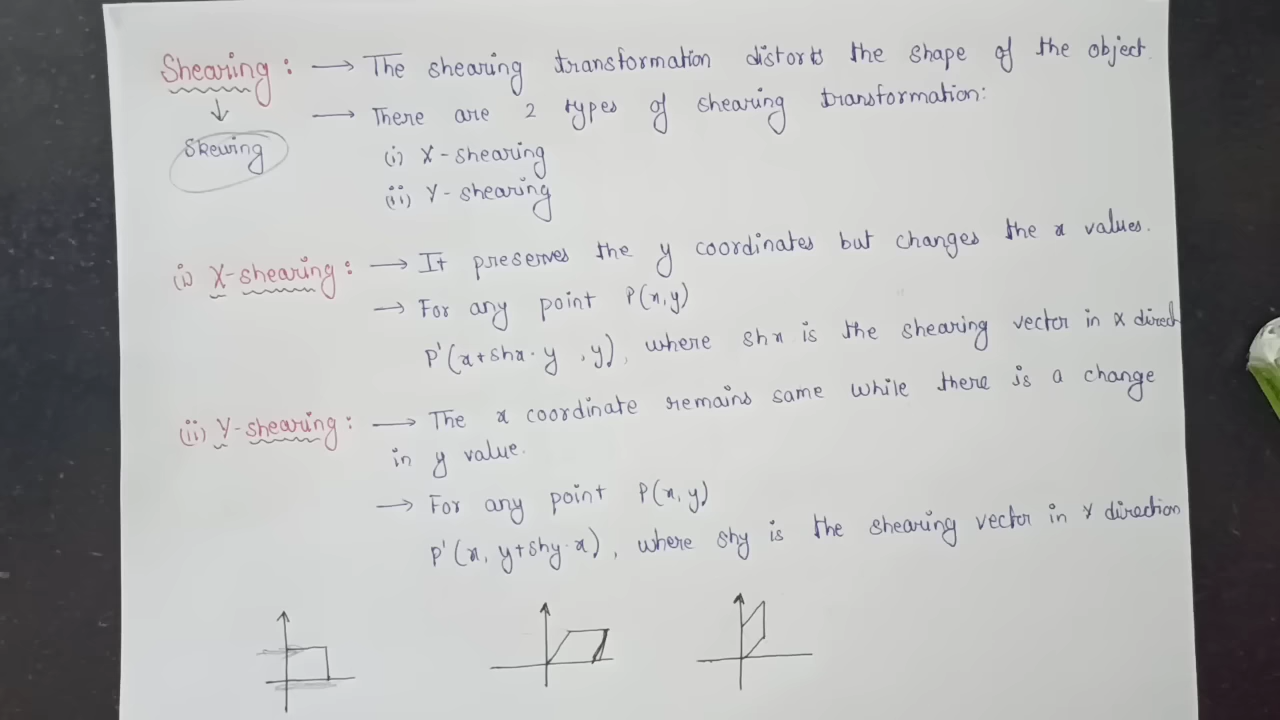 Shearing : → The shearing transformation distorts the shape of the object.
↓ → There are 2 types of shearing transformation:
Skewing
(i) X-shearing
(ii) Y-shearing
(i) X-shearing : → It preserves the y coordinates but changes the x values.
→ For any point P(x,y)
P'(x+shx·y , y), where shx is the shearing vector in X direct
(ii) Y-shearing : → The x coordinate remains same while there is a change
in y value.
→ For any point P(x,y)
P'(x, y+shy·x), where shy is the shearing vector in Y direction